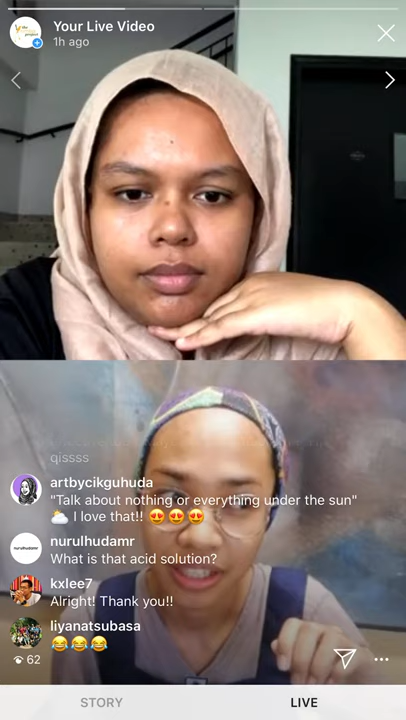 Your Live Video
1h ago
qissss
artbycikguhuda
"Talk about nothing or everything under the sun"
🌥️ I love that!! 😍😍😍
nurulhudamr
nurulhudamr
What is that acid solution?
kxlee7
Alright! Thank you!!
liyanatsubasa
😂😂😂
62
STORY
LIVE